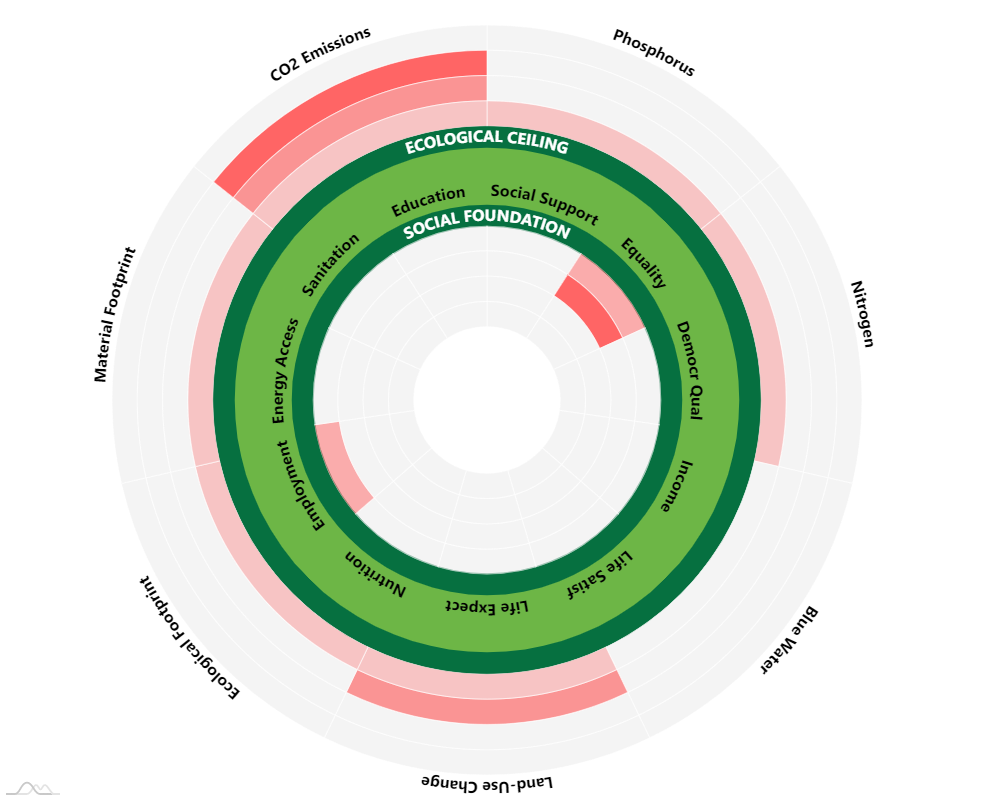 CO2 Emissions
Phosphorus
Nitrogen
Blue Water
Land-Use Change
Ecological Footprint
Material Footprint
ECOLOGICAL CEILING
Education
Social Support
SOCIAL FOUNDATION
Equality
Democr Qual
Income
Life Satisf
Life Expect
Nutrition
Employment
Energy Access
Sanitation